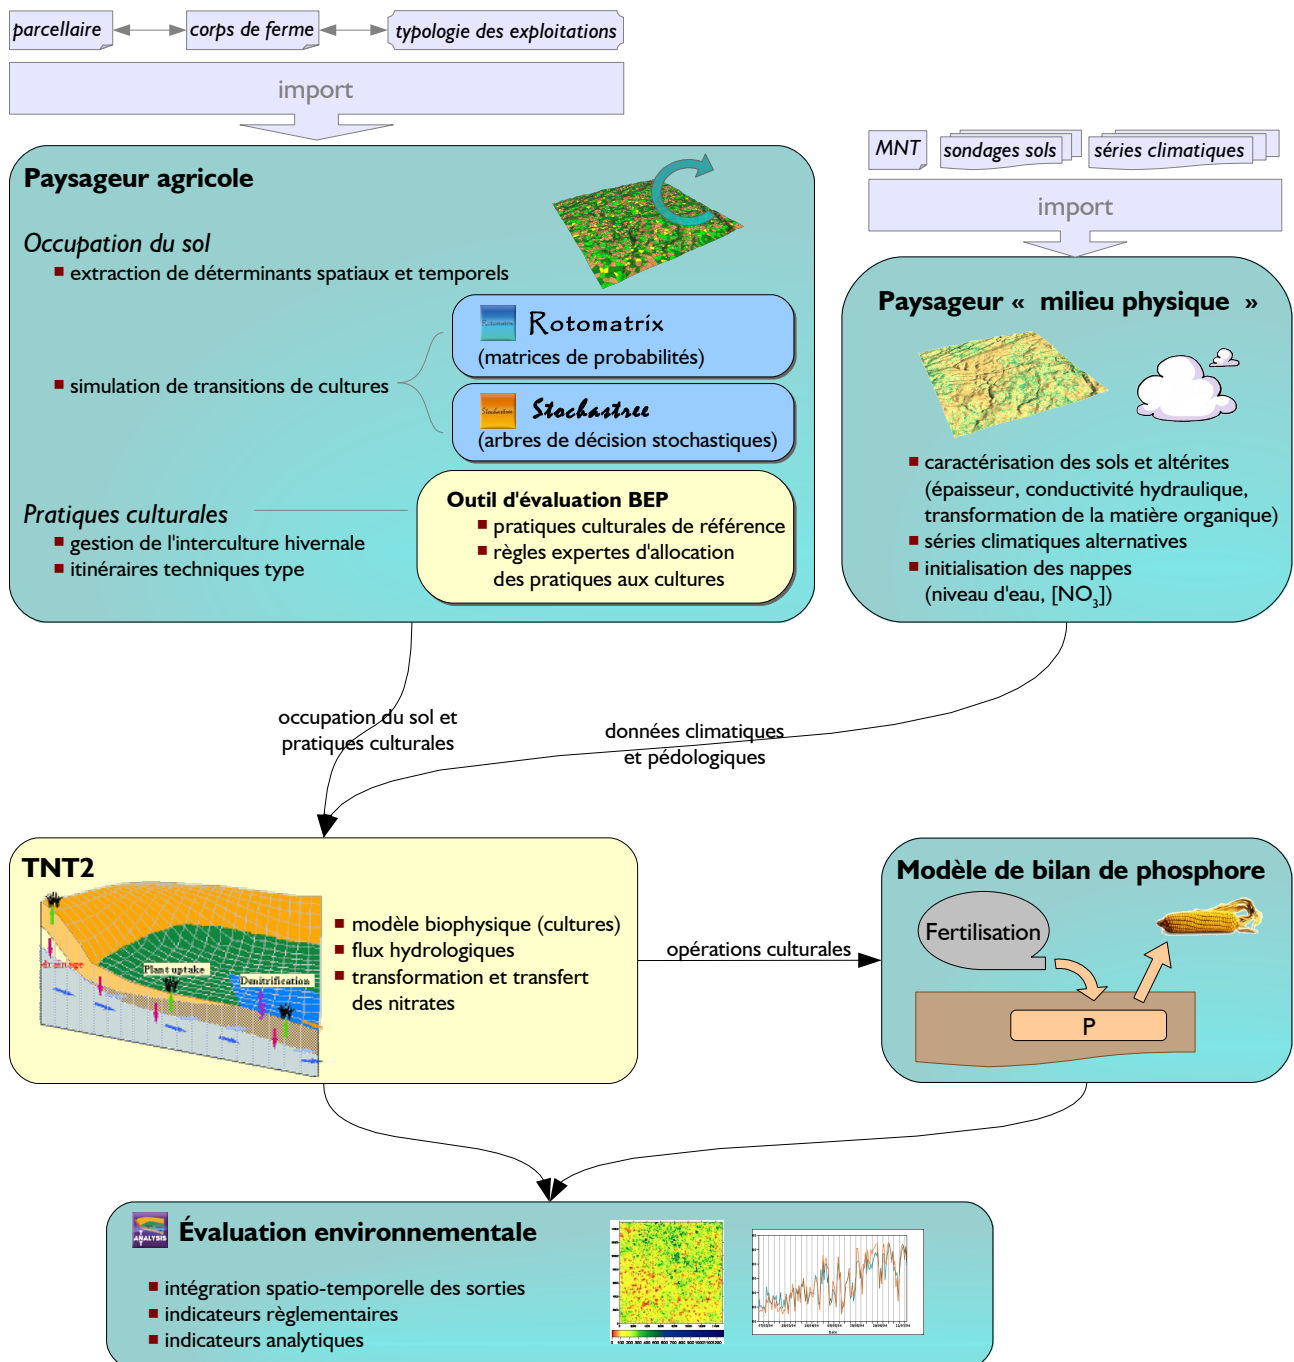 parcellaire
corps de ferme
typologie des exploitations
import
MNT
sondages sols
séries climatiques
import
Paysageur agricole
Occupation du sol
extraction de déterminants spatiaux et temporels
Rotomatrix
(matrices de probabilités)
simulation de transitions de cultures
Stochastree
Stochastree
(arbres de décision stochastiques)
Pratiques culturales
gestion de l'interculture hivernale
itinéraires techniques type
Outil d'évaluation BEP
pratiques culturales de référence
règles expertes d'allocation
des pratiques aux cultures
Paysageur « milieu physique »
caractérisation des sols et altérites
(épaisseur, conductivité hydraulique,
transformation de la matière organique)
séries climatiques alternatives
initialisation des nappes
(niveau d'eau, [NO3])
occupation du sol et
pratiques culturales
données climatiques
et pédologiques
TNT2
drainage
Plant uptake
Denitrification
modèle biophysique (cultures)
flux hydrologiques
transformation et transfert
des nitrates
opérations culturales
Modèle de bilan de phosphore
Fertilisation
P
ANALYSIS
Évaluation environnementale
intégration spatio-temporelle des sorties
indicateurs règlementaires
indicateurs analytiques